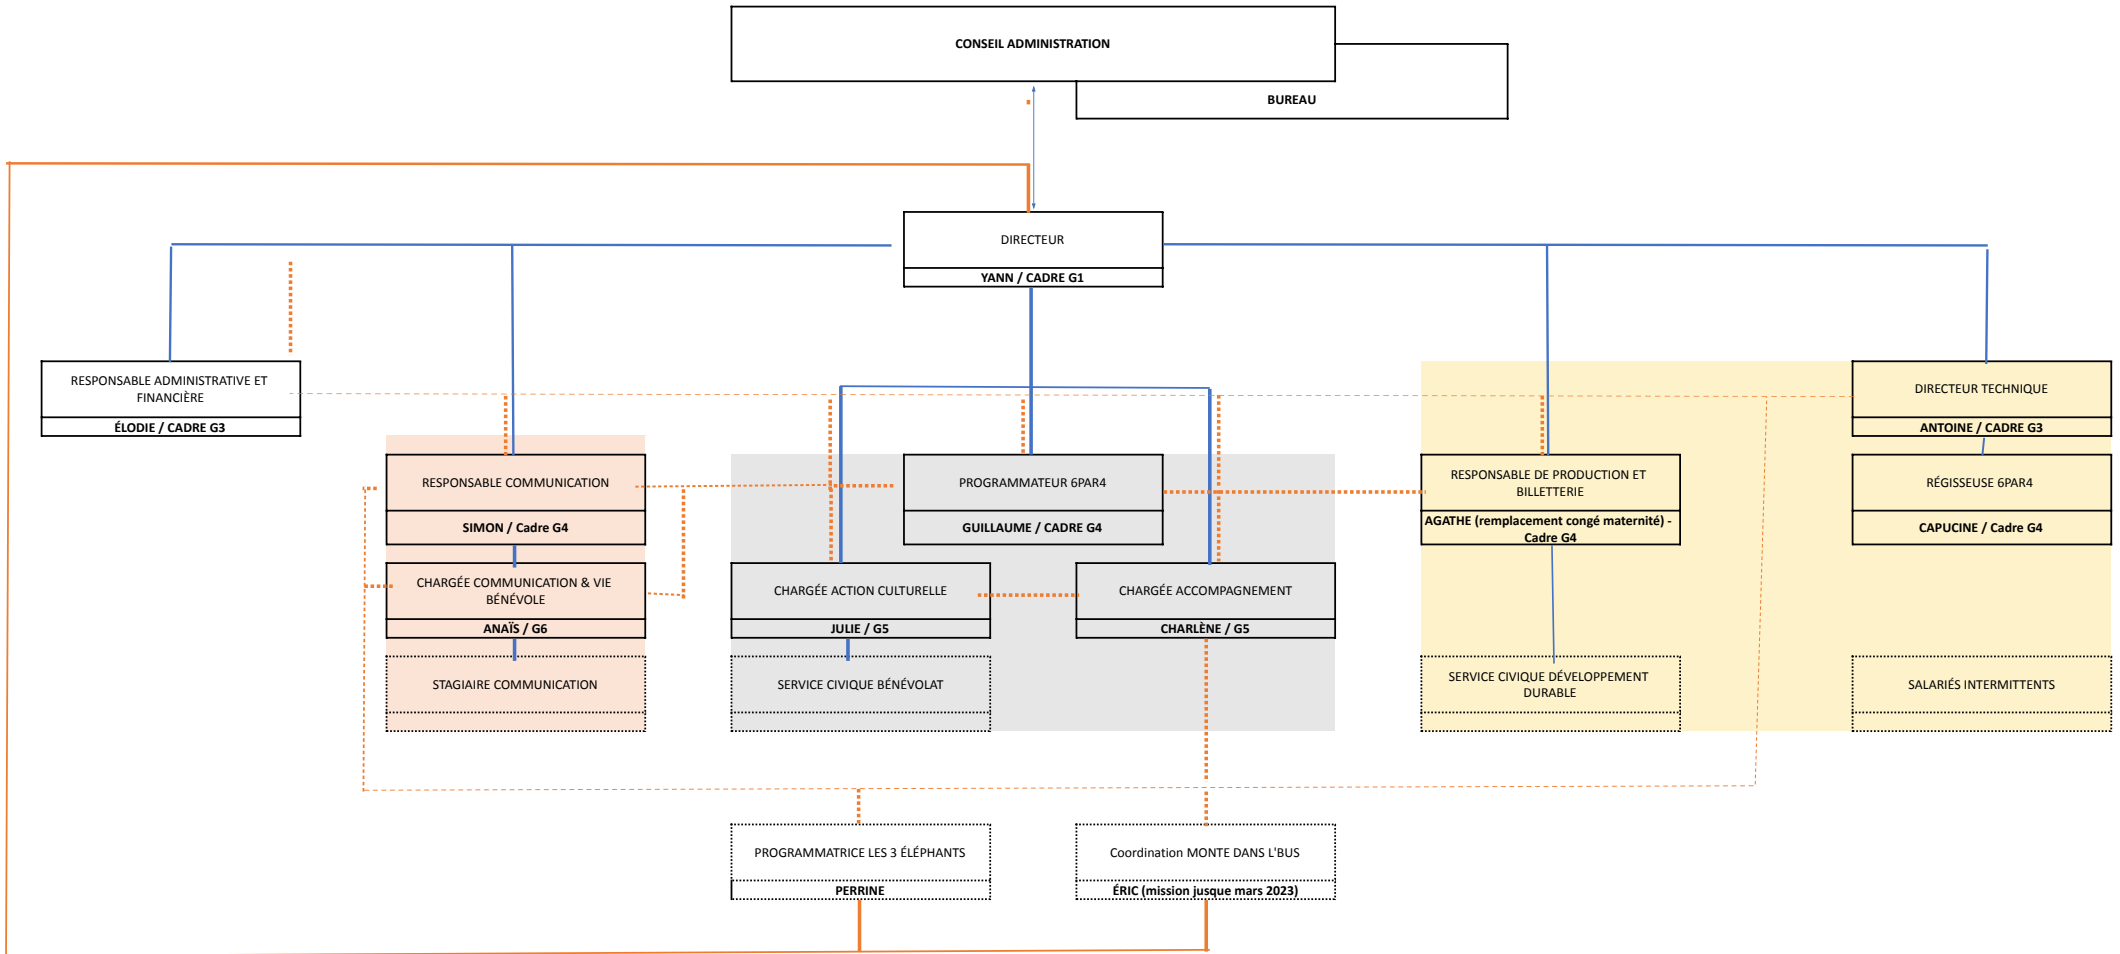 CONSEIL ADMINISTRATION
BUREAU
DIRECTEUR
YANN / CADRE G1
RESPONSABLE ADMINISTRATIVE ET
FINANCIÈRE
ÉLODIE / CADRE G3
DIRECTEUR TECHNIQUE
ANTOINE / CADRE G3
RESPONSABLE COMMUNICATION
SIMON / Cadre G4
PROGRAMMATEUR 6PAR4
GUILLAUME / CADRE G4
RESPONSABLE DE PRODUCTION ET
BILLETTERIE
AGATHE (remplacement congé maternité) -
Cadre G4
RÉGISSEUSE 6PAR4
CAPUCINE / Cadre G4
CHARGÉE COMMUNICATION & VIE
BÉNÉVOLE
ANAÏS / G6
CHARGÉE ACTION CULTURELLE
JULIE / G5
CHARGÉE ACCOMPAGNEMENT
CHARLÈNE / G5
STAGIAIRE COMMUNICATION
SERVICE CIVIQUE BÉNÉVOLAT
SERVICE CIVIQUE DÉVELOPPEMENT
DURABLE
SALARIÉS INTERMITTENTS
PROGRAMMATRICE LES 3 ÉLÉPHANTS
PERRINE
Coordination MONTE DANS L'BUS
ÉRIC (mission jusque mars 2023)